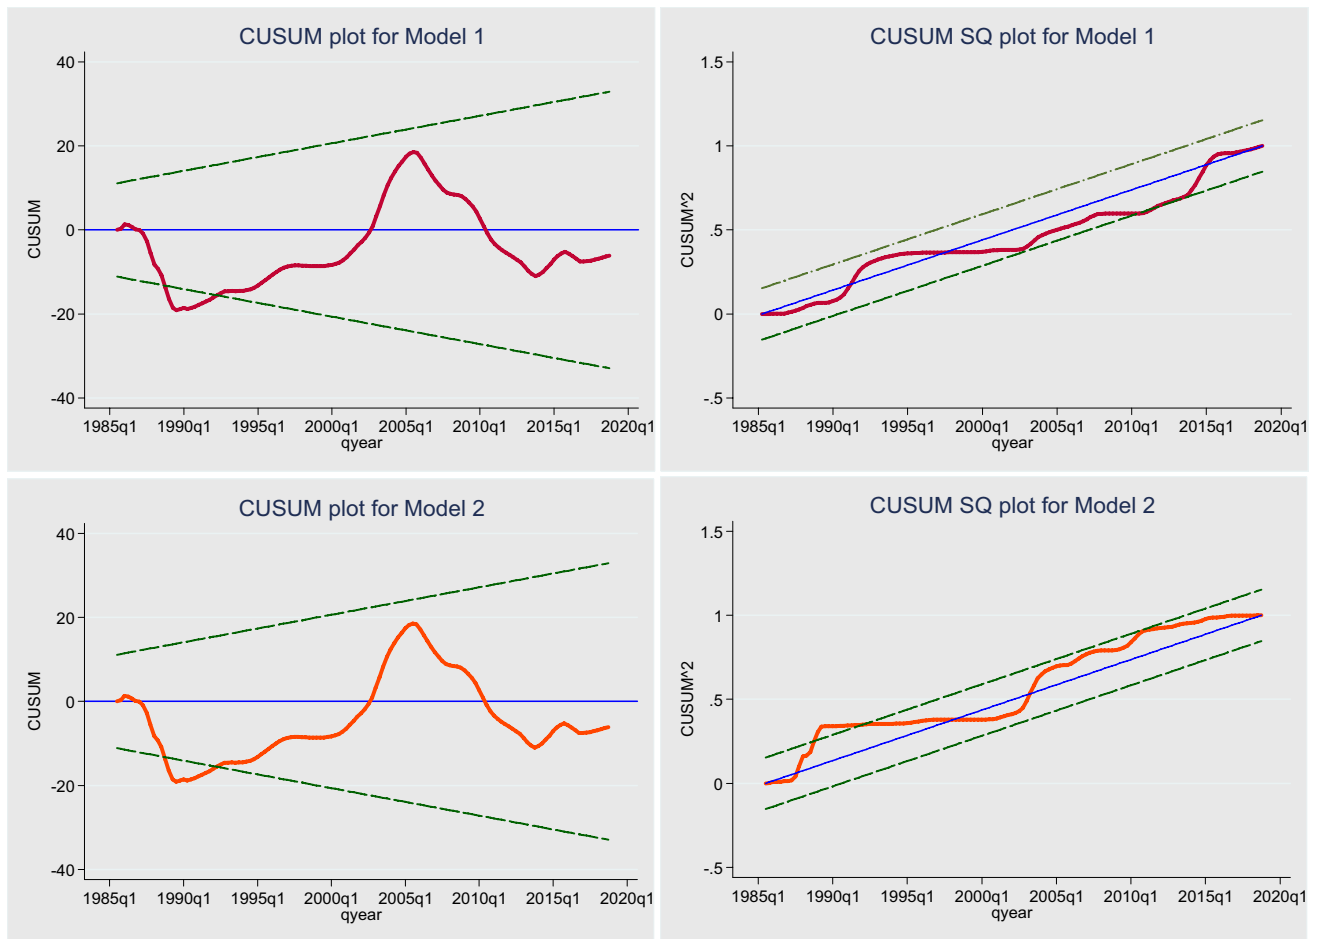 CUSUM plot for Model 1
CUSUM
40
20
0
-20
-40
1985q1 1990q1 1995q1 2000q1 2005q1 2010q1 2015q1 2020q1
qyear
CUSUM SQ plot for Model 1
CUSUM^2
1.5
1
.5
0
-.5
1985q1 1990q1 1995q1 2000q1 2005q1 2010q1 2015q1 2020q1
qyear
CUSUM plot for Model 2
CUSUM
40
20
0
-20
-40
1985q1 1990q1 1995q1 2000q1 2005q1 2010q1 2015q1 2020q1
qyear
CUSUM SQ plot for Model 2
CUSUM^2
1.5
1
.5
0
-.5
1985q1 1990q1 1995q1 2000q1 2005q1 2010q1 2015q1 2020q1
qyear